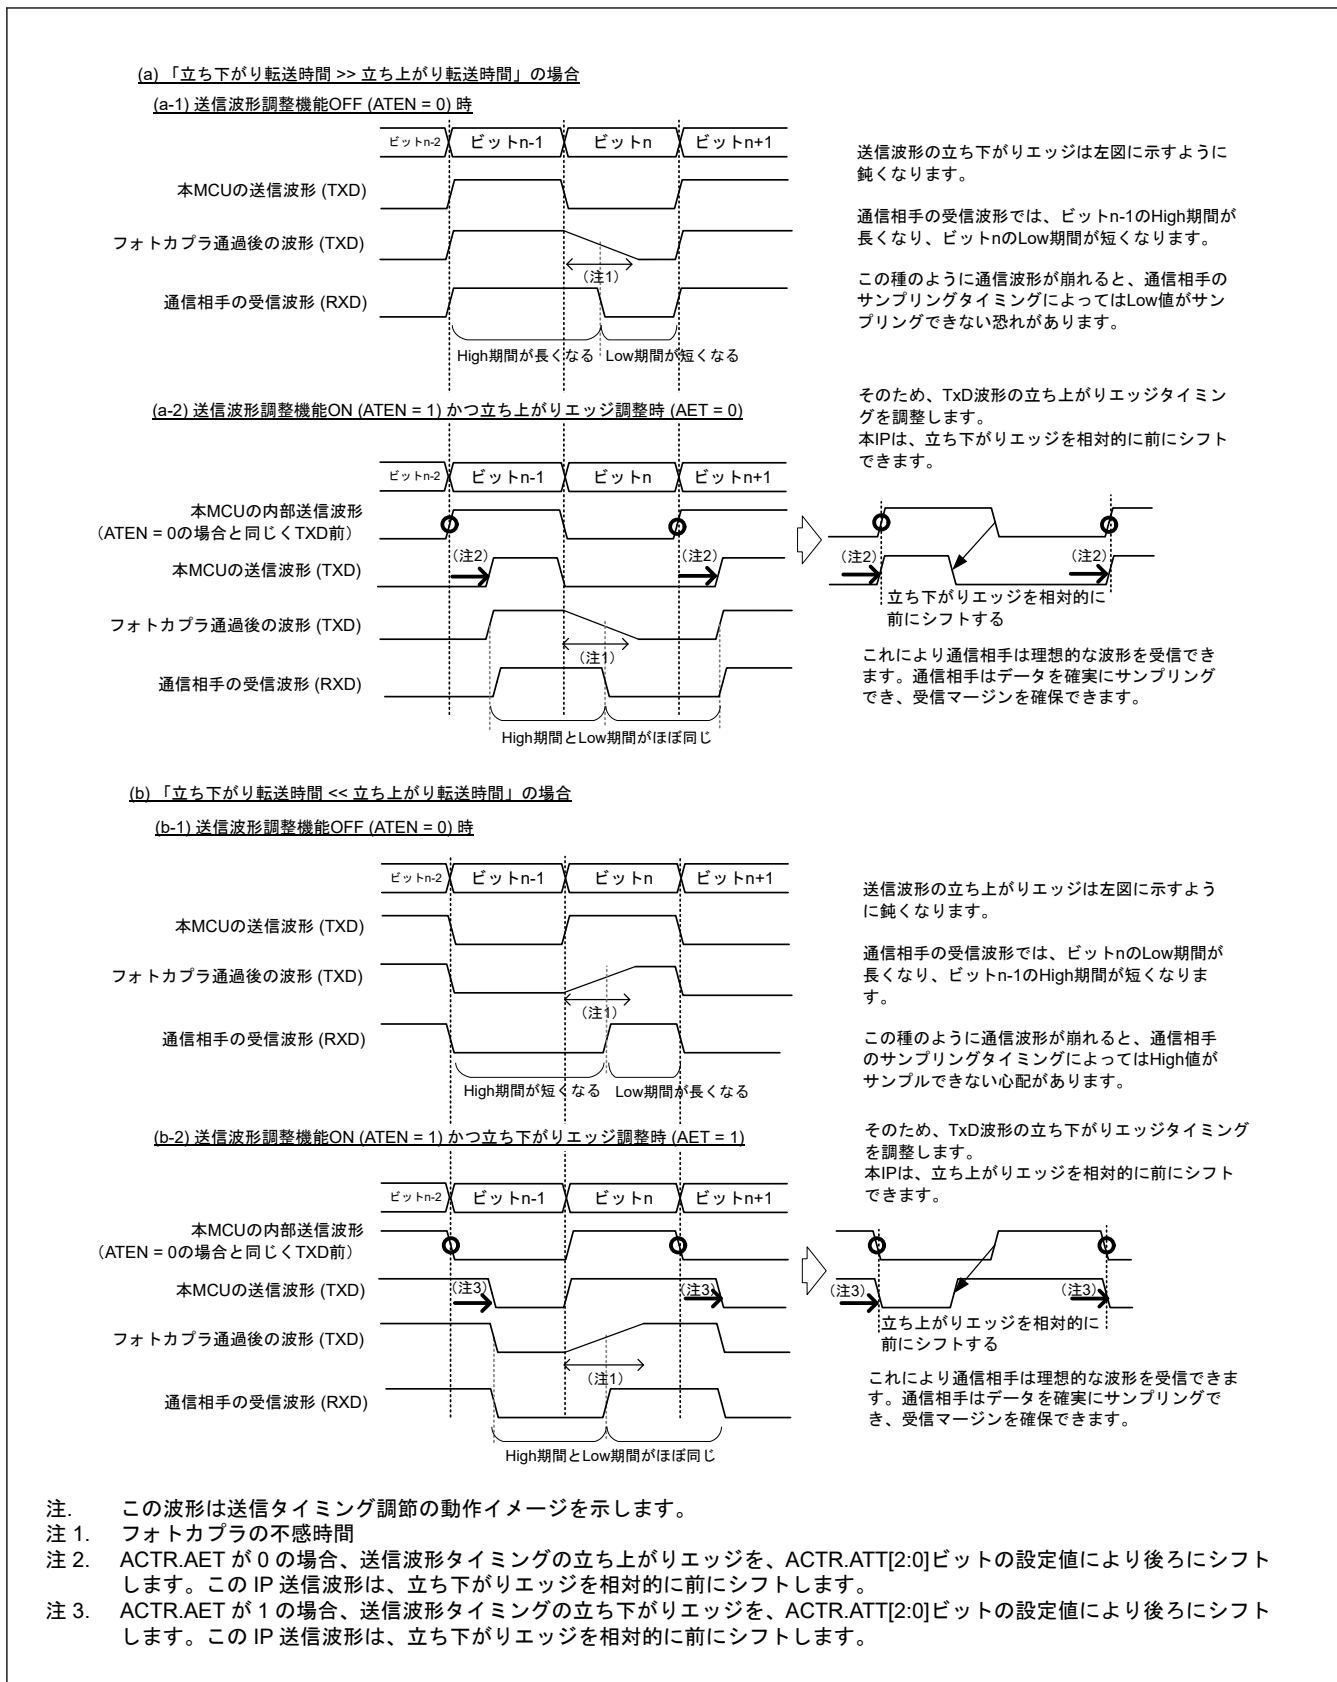 (a) 「立ち下がり転送時間 >> 立ち上がり転送時間」の場合
(a-1) 送信波形調整機能OFF (ATEN = 0) 時
ビットn-2 ビットn-1 ビットn ビットn+1
本MCUの送信波形 (TXD)
フォトカプラ通過後の波形 (TXD)
(注1)
通信相手の受信波形 (RXD)
High期間が長くなる Low期間が短くなる
送信波形の立ち下がりエッジは左図に示すように
鈍くなります。
通信相手の受信波形では、ビットn-1のHigh期間が
長くなり、ビットnのLow期間が短くなります。
この種のように通信波形が崩れると、通信相手の
サンプリングタイミングによってはLow値がサン
プリングできない恐れがあります。
(a-2) 送信波形調整機能ON (ATEN = 1) かつ立ち上がりエッジ調整時 (AET = 0)
ビットn-2 ビットn-1 ビットn ビットn+1
本MCUの内部送信波形
（ATEN = 0の場合と同じくTXD前）
(注2) (注2)
本MCUの送信波形 (TXD)
フォトカプラ通過後の波形 (TXD)
(注1)
通信相手の受信波形 (RXD)
High期間とLow期間がほぼ同じ
そのため、TxD波形の立ち上がりエッジタイミン
グを調整します。
本IPは、立ち下がりエッジを相対的に前にシフト
できます。
(注2) (注2)
立ち下がりエッジを相対的に
前にシフトする
これにより通信相手は理想的な波形を受信でき
ます。通信相手はデータを確実にサンプリング
でき、受信マージンを確保できます。
(b) 「立ち下がり転送時間 << 立ち上がり転送時間」の場合
(b-1) 送信波形調整機能OFF (ATEN = 0) 時
ビットn-2 ビットn-1 ビットn ビットn+1
本MCUの送信波形 (TXD)
フォトカプラ通過後の波形 (TXD)
(注1)
通信相手の受信波形 (RXD)
High期間が短くなる Low期間が長くなる
送信波形の立ち上がりエッジは左図に示すよう
に鈍くなります。
通信相手の受信波形では、ビットnのLow期間が
長くなり、ビットn-1のHigh期間が短くなりま
す。
この種のように通信波形が崩れると、通信相手
のサンプリングタイミングによってはHigh値が
サンプルできない心配があります。
(b-2) 送信波形調整機能ON (ATEN = 1) かつ立ち下がりエッジ調整時 (AET = 1)
ビットn-2 ビットn-1 ビットn ビットn+1
本MCUの内部送信波形
（ATEN = 0の場合と同じくTXD前）
本MCUの送信波形 (TXD)
(注3) (注3)
フォトカプラ通過後の波形 (TXD)
(注1)
通信相手の受信波形 (RXD)
High期間とLow期間がほぼ同じ
そのため、TxD波形の立ち下がりエッジタイミング
を調整します。
本IPは、立ち上がりエッジを相対的に前にシフト
できます。
(注3) (注3)
立ち上がりエッジを相対的に
前にシフトする
これにより通信相手は理想的な波形を受信できま
す。通信相手はデータを確実にサンプリングで
き、受信マージンを確保できます。
注. この波形は送信タイミング調節の動作イメージを示します。
注 1. フォトカプラの不感時間
注 2. ACTR.AET が 0 の場合、送信波形タイミングの立ち上がりエッジを、ACTR.ATT[2:0]ビットの設定値により後ろにシフト
します。この IP 送信波形は、立ち下がりエッジを相対的に前にシフトします。
注 3. ACTR.AET が 1 の場合、送信波形タイミングの立ち下がりエッジを、ACTR.ATT[2:0]ビットの設定値により後ろにシフト
します。この IP 送信波形は、立ち下がりエッジを相対的に前にシフトします。